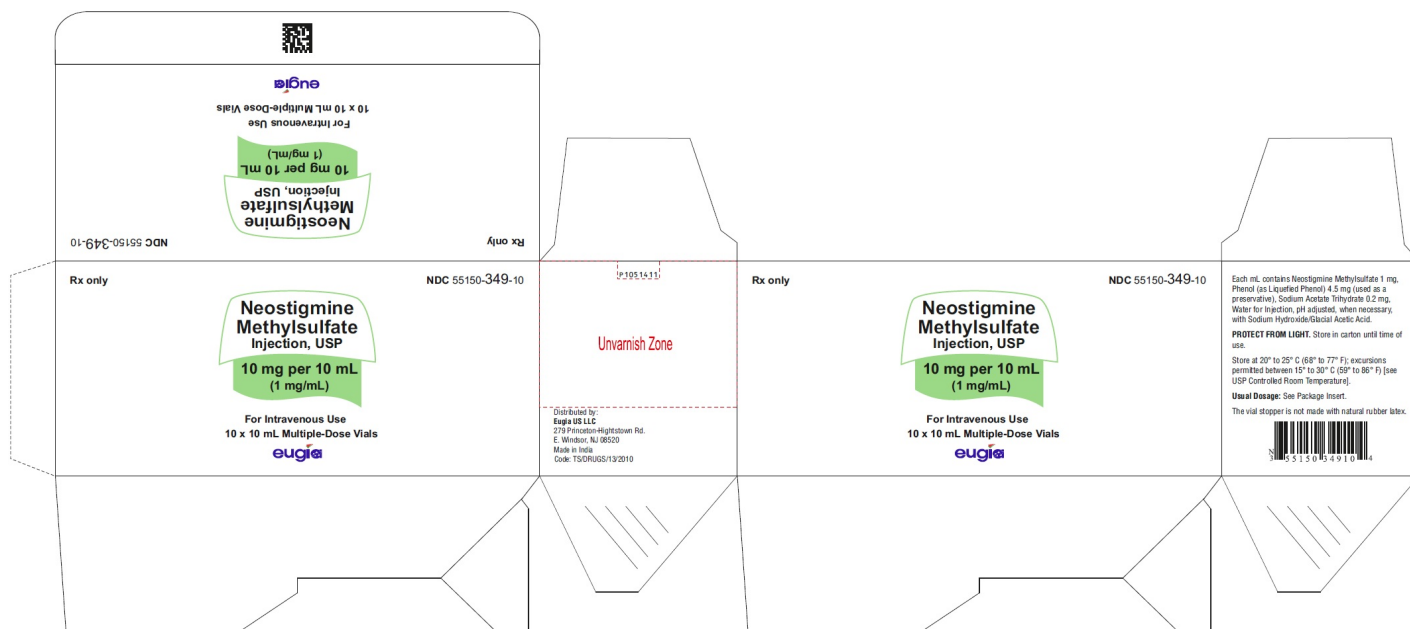 eugia
10 x 10 mL Multiple-Dose Vials
For Intravenous Use
(1 mg/mL)
10 mg per 10 mL
Injection, USP
Methylsulfate
Neostigmine
NDC 55150-349-10
Rx only
Rx only
NDC 55150-349-10
Neostigmine
Methylsulfate
Injection, USP
10 mg per 10 mL
(1 mg/mL)
For Intravenous Use
10 x 10 mL Multiple-Dose Vials
eugia
P1051411
Unvarnish Zone
Distributed by:
Eugia US LLC
279 Princeton-Hightstown Rd.
E. Windsor, NJ 08520
Made in India
Code: TS/DRUGS/13/2010
Rx only
NDC 55150-349-10
Neostigmine
Methylsulfate
Injection, USP
10 mg per 10 mL
(1 mg/mL)
For Intravenous Use
10 x 10 mL Multiple-Dose Vials
eugia
Each mL contains Neostigmine Methylsulfate 1 mg,
Phenol (as Liquefied Phenol) 4.5 mg (used as a
preservative), Sodium Acetate Trihydrate 0.2 mg,
Water for Injection, pH adjusted, when necessary,
with Sodium Hydroxide/Glacial Acetic Acid.
PROTECT FROM LIGHT. Store in carton until time of
use.
Store at 20° to 25° C (68° to 77° F); excursions
permitted between 15° to 30° C (59° to 86° F) [see
USP Controlled Room Temperature].
Usual Dosage: See Package Insert.
The vial stopper is not made with natural rubber latex.
N
3 55150 34910 4